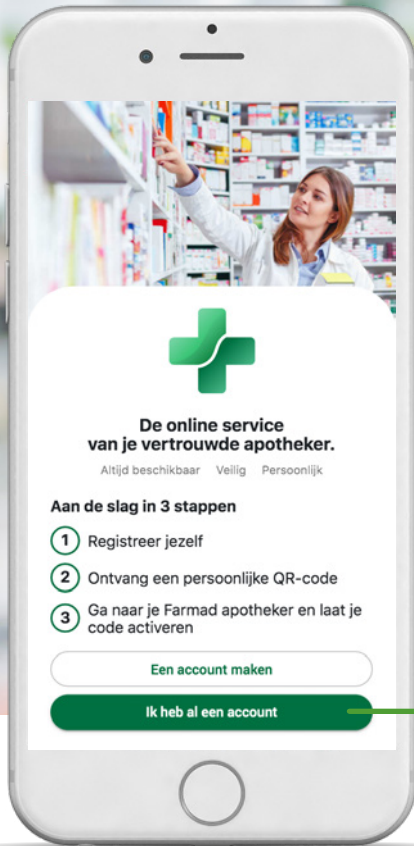 De online service
van je vertrouwde apotheker.
Altijd beschikbaar Veilig Persoonlijk
Aan de slag in 3 stappen
1 Registreer jezelf
2 Ontvang een persoonlijke QR-code
3 Ga naar je Farmad apotheker en laat je
code activeren
Een account maken
Ik heb al een account